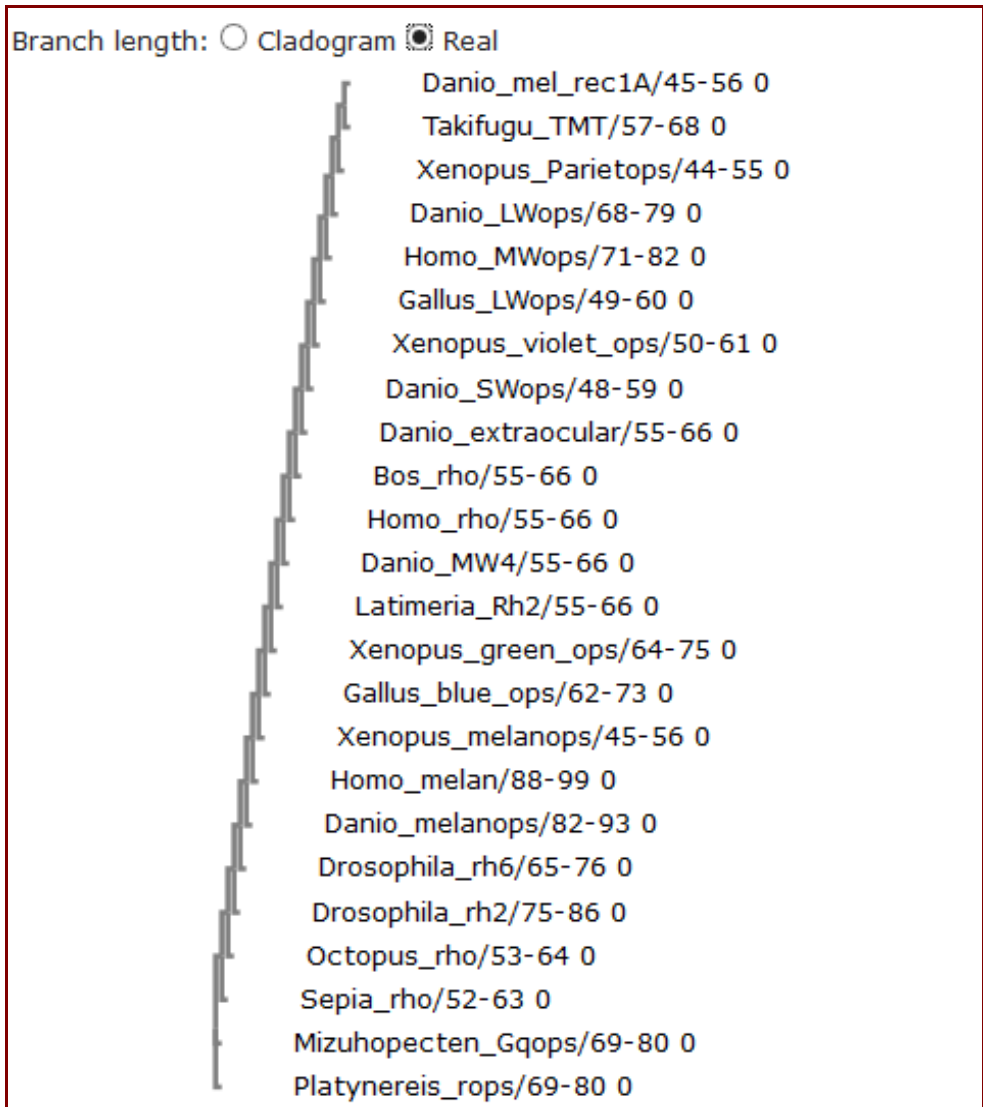 Branch length: Cladogram Real
Danio_mel_rec1A/45-56 0
Takifugu_TMT/57-68 0
Xenopus_Parietops/44-55 0
Danio_LWops/68-79 0
Homo_MWops/71-82 0
Gallus_LWops/49-60 0
Xenopus_violet_ops/50-61 0
Danio_SWops/48-59 0
Danio_extraocular/55-66 0
Bos_rho/55-66 0
Homo_rho/55-66 0
Danio_MW4/55-66 0
Latimeria_Rh2/55-66 0
Xenopus_green_ops/64-75 0
Gallus_blue_ops/62-73 0
Xenopus_melanops/45-56 0
Homo_melan/88-99 0
Danio_melanops/82-93 0
Drosophila_rh6/65-76 0
Drosophila_rh2/75-86 0
Octopus_rho/53-64 0
Sepia_rho/52-63 0
Mizuhopecten_Gqops/69-80 0
Platynereis_rops/69-80 0